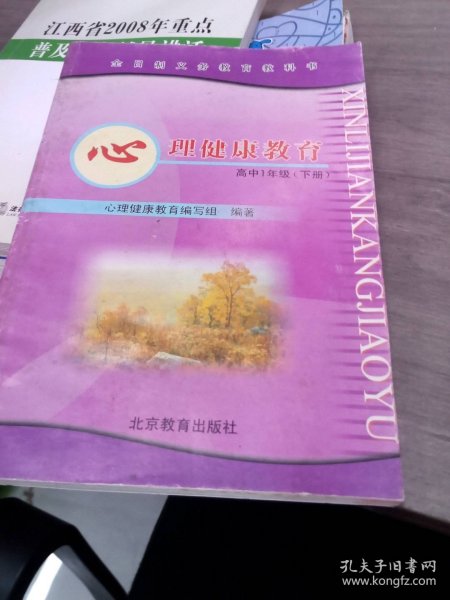 江西省2008年重点
普及
全日制义务教育教科书
心理健康教育
高中1年级(下册)
心理健康教育编写组 编著
XINLIJIANKANGJIAOYU
北京教育出版社
孔夫子旧书网
www.kongfz.com